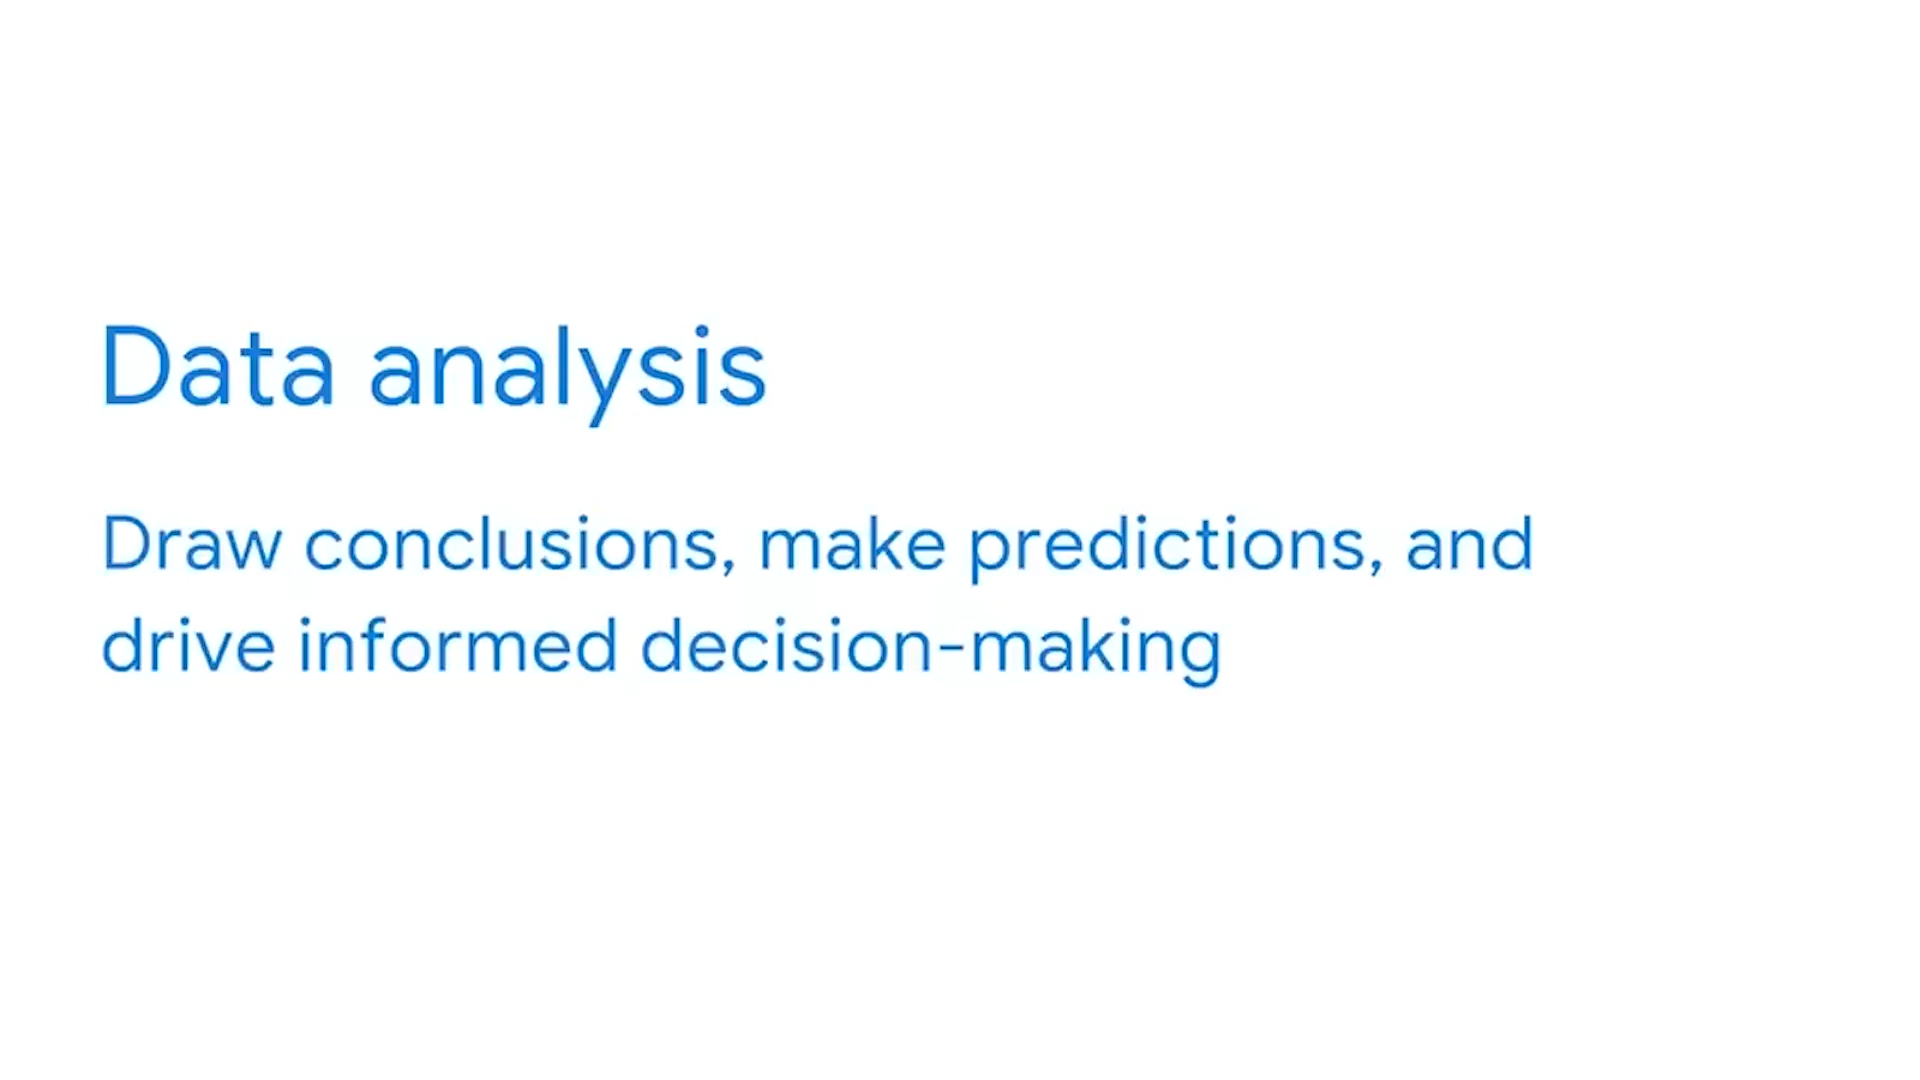 Data analysis
Draw conclusions, make predictions, and
drive informed decision-making